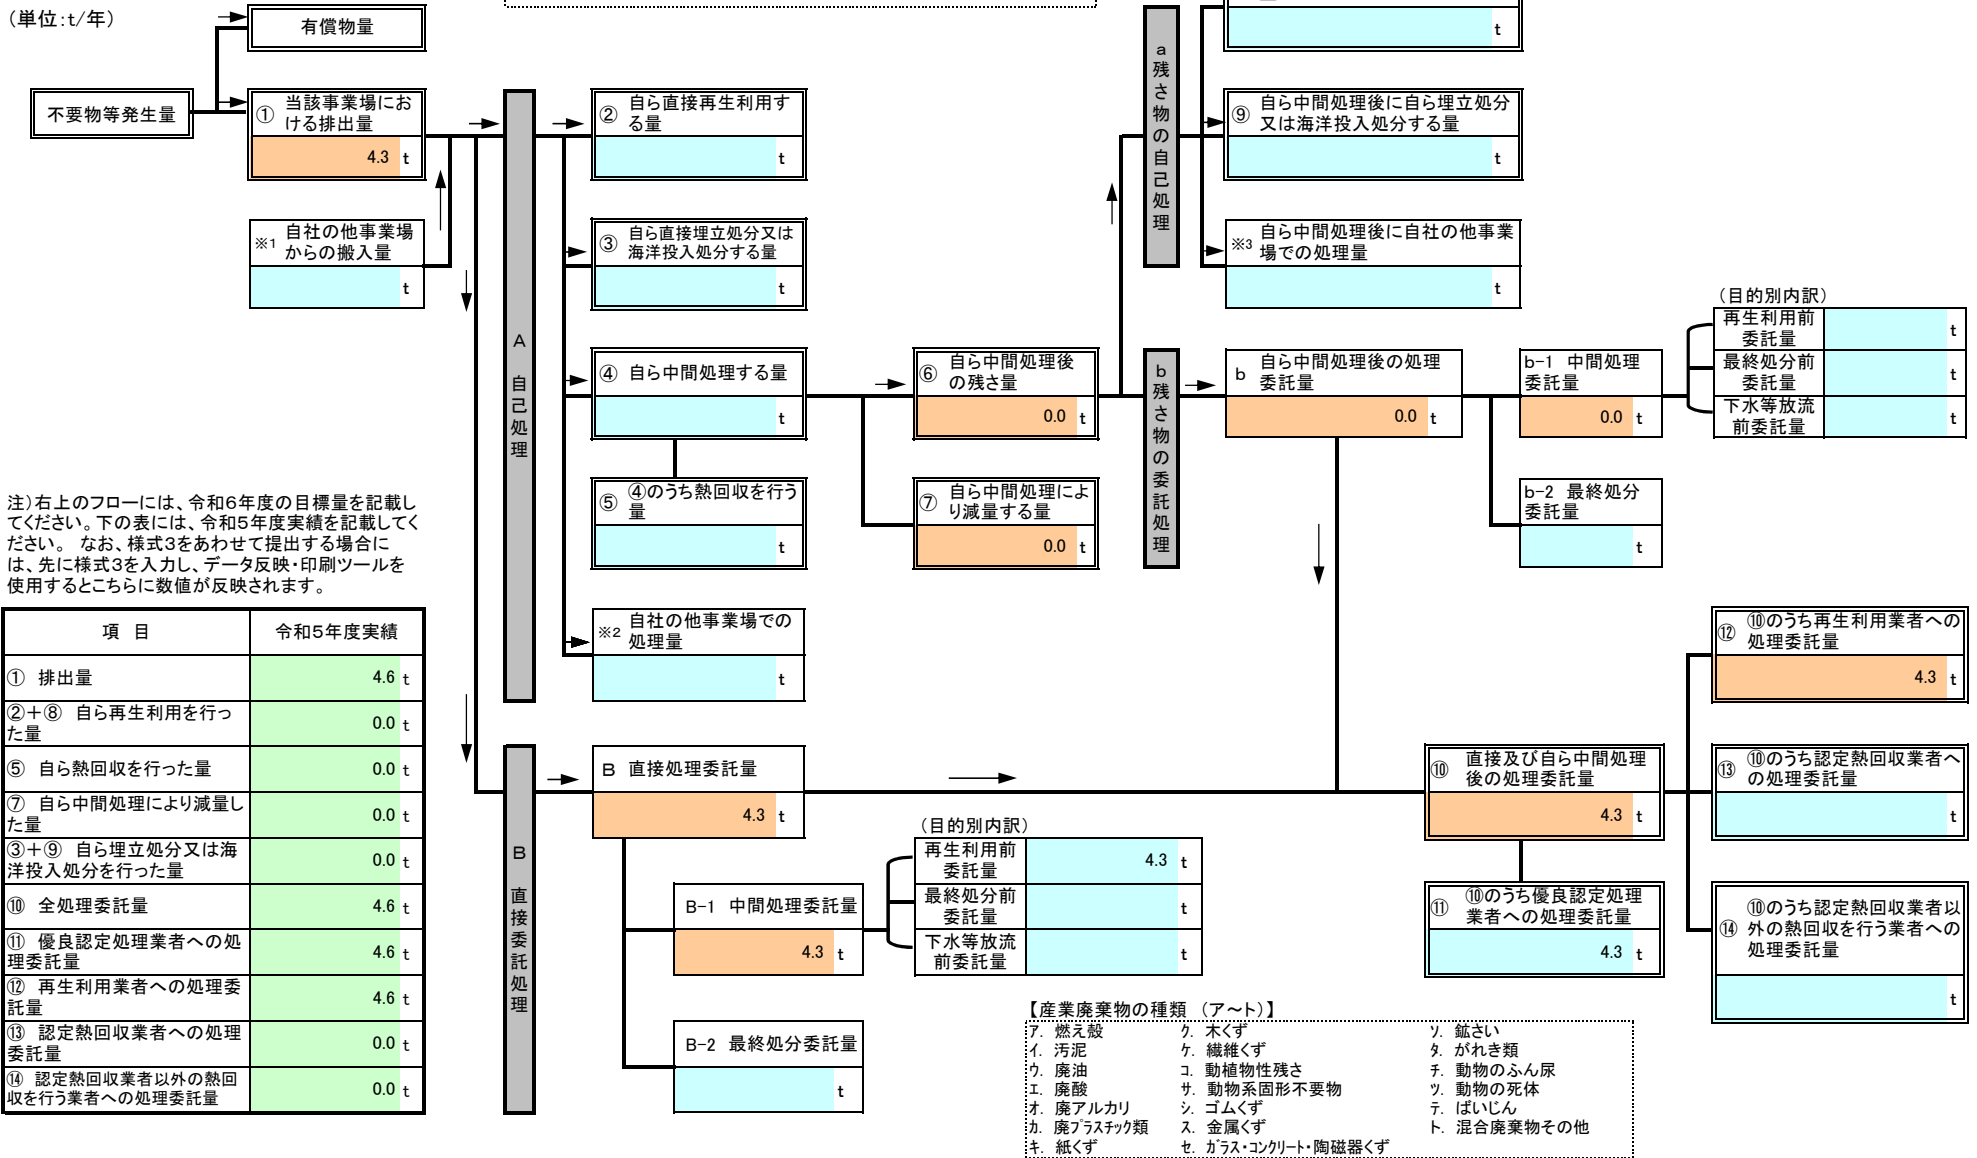 (単位:t/年)
有償物量
t
不要物等発生量
① 当該事業場にお
ける排出量
4.3 t
※1 自社の他事業場
からの搬入量
t
A 自己処理
② 自ら直接再生利用す
る量
t
③ 自ら直接埋立処分又は
海洋投入処分する量
t
④ 自ら中間処理する量
t
⑤ ④のうち熱回収を行う
量
t
※2 自社の他事業場での
処理量
t
⑥ 自ら中間処理後
の残さ量
0.0 t
⑦ 自ら中間処理によ
り減量する量
0.0 t
a残さ物の自己処理
⑨ 自ら中間処理後に自ら埋立処分
又は海洋投入処分する量
t
※3 自ら中間処理後に自社の他事業
場での処理量
t
b残さ物の委託処理
b 自ら中間処理後の処理
委託量
0.0 t
b-1 中間処理
委託量
0.0 t
b-2 最終処分
委託量
t
(目的別内訳)
再生利用前
委託量
t
最終処分前
委託量
t
下水等放流
前委託量
t
注)右上のフローには、令和6年度の目標量を記載し
てください。下の表には、令和5年度実績を記載してく
ださい。 なお、様式3をあわせて提出する場合に
は、先に様式3を入力し、データ反映・印刷ツールを
使用するとこちらに数値が反映されます。
項 目 令和5年度実績
① 排出量 4.6 t
②+⑧ 自ら再生利用を行っ
た量 0.0 t
⑤ 自ら熱回収を行った量 0.0 t
⑦ 自ら中間処理により減量し
た量 0.0 t
③+⑨ 自ら埋立処分又は海
洋投入処分を行った量 0.0 t
⑩ 全処理委託量 4.6 t
⑪ 優良認定処理業者への処
理委託量 4.6 t
⑫ 再生利用業者への処理委
託量 4.6 t
⑬ 認定熱回収業者への処理
委託量 0.0 t
⑭ 認定熱回収業者以外の熱回
収を行う業者への処理委託量 0.0 t
B 直接委託処理
B 直接処理委託量
4.3 t
B-1 中間処理委託量
4.3 t
B-2 最終処分委託量
t
(目的別内訳)
再生利用前
委託量
4.3 t
最終処分前
委託量
t
下水等放流
前委託量
t
⑩ 直接及び自ら中間処理
後の処理委託量
4.3 t
⑪ ⑩のうち優良認定処理
業者への処理委託量
4.3 t
⑫ ⑩のうち再生利用業者への
処理委託量
4.3 t
⑬ ⑩のうち認定熱回収業者へ
の処理委託量
t
⑭ ⑩のうち認定熱回収業者以
外の熱回収を行う業者への
処理委託量
t
【産業廃棄物の種類 (ア~ト)】
ア. 燃え殻 ク. 木くず ソ. 鉱さい
イ. 汚泥 ケ. 繊維くず タ. がれき類
ウ. 廃油 コ. 動植物性残さ チ. 動物のふん尿
エ. 廃酸 サ. 動物系固形不要物 ツ. 動物の死体
オ. 廃アルカリ シ. ゴムくず テ. ばいじん
カ. 廃プラスチック類 ス. 金属くず ト. 混合廃棄物その他
キ. 紙くず セ. ガラス・コンクリート・陶磁器くず